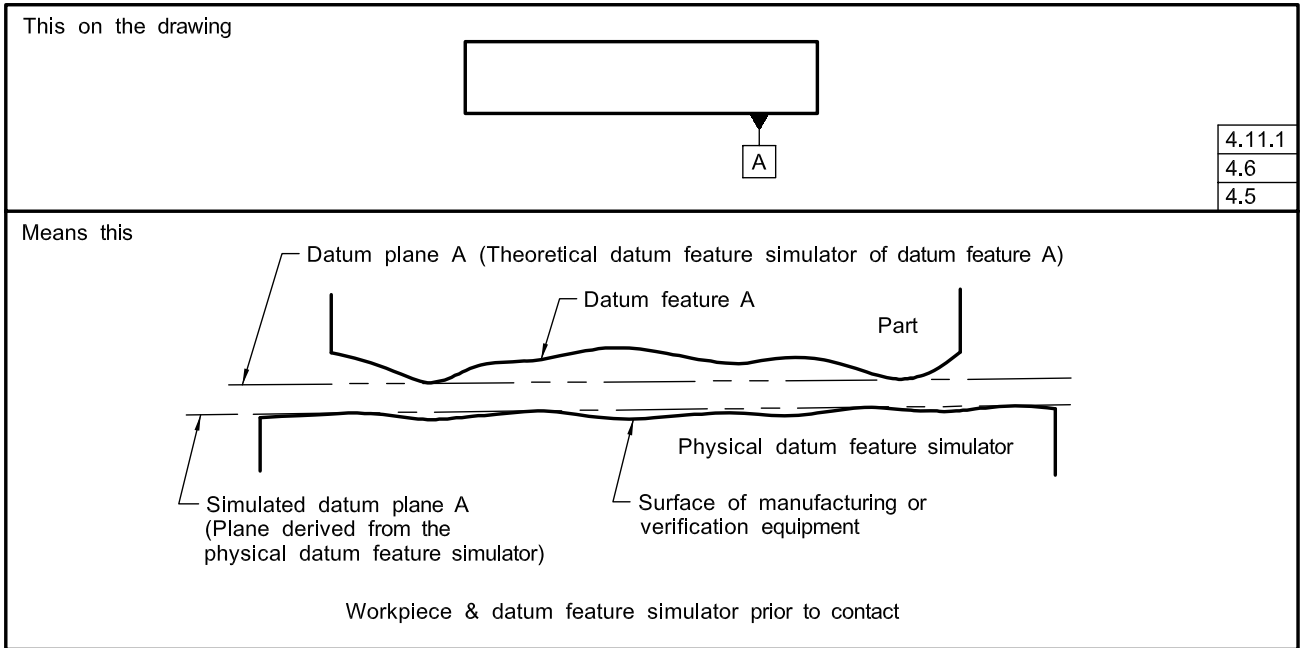 This on the drawing
A
4.11.1
4.6
4.5
Means this
Datum plane A (Theoretical datum feature simulator of datum feature A)
Datum feature A
Part
Physical datum feature simulator
Simulated datum plane A
(Plane derived from the
physical datum feature simulator)
Surface of manufacturing or
verification equipment
Workpiece & datum feature simulator prior to contact